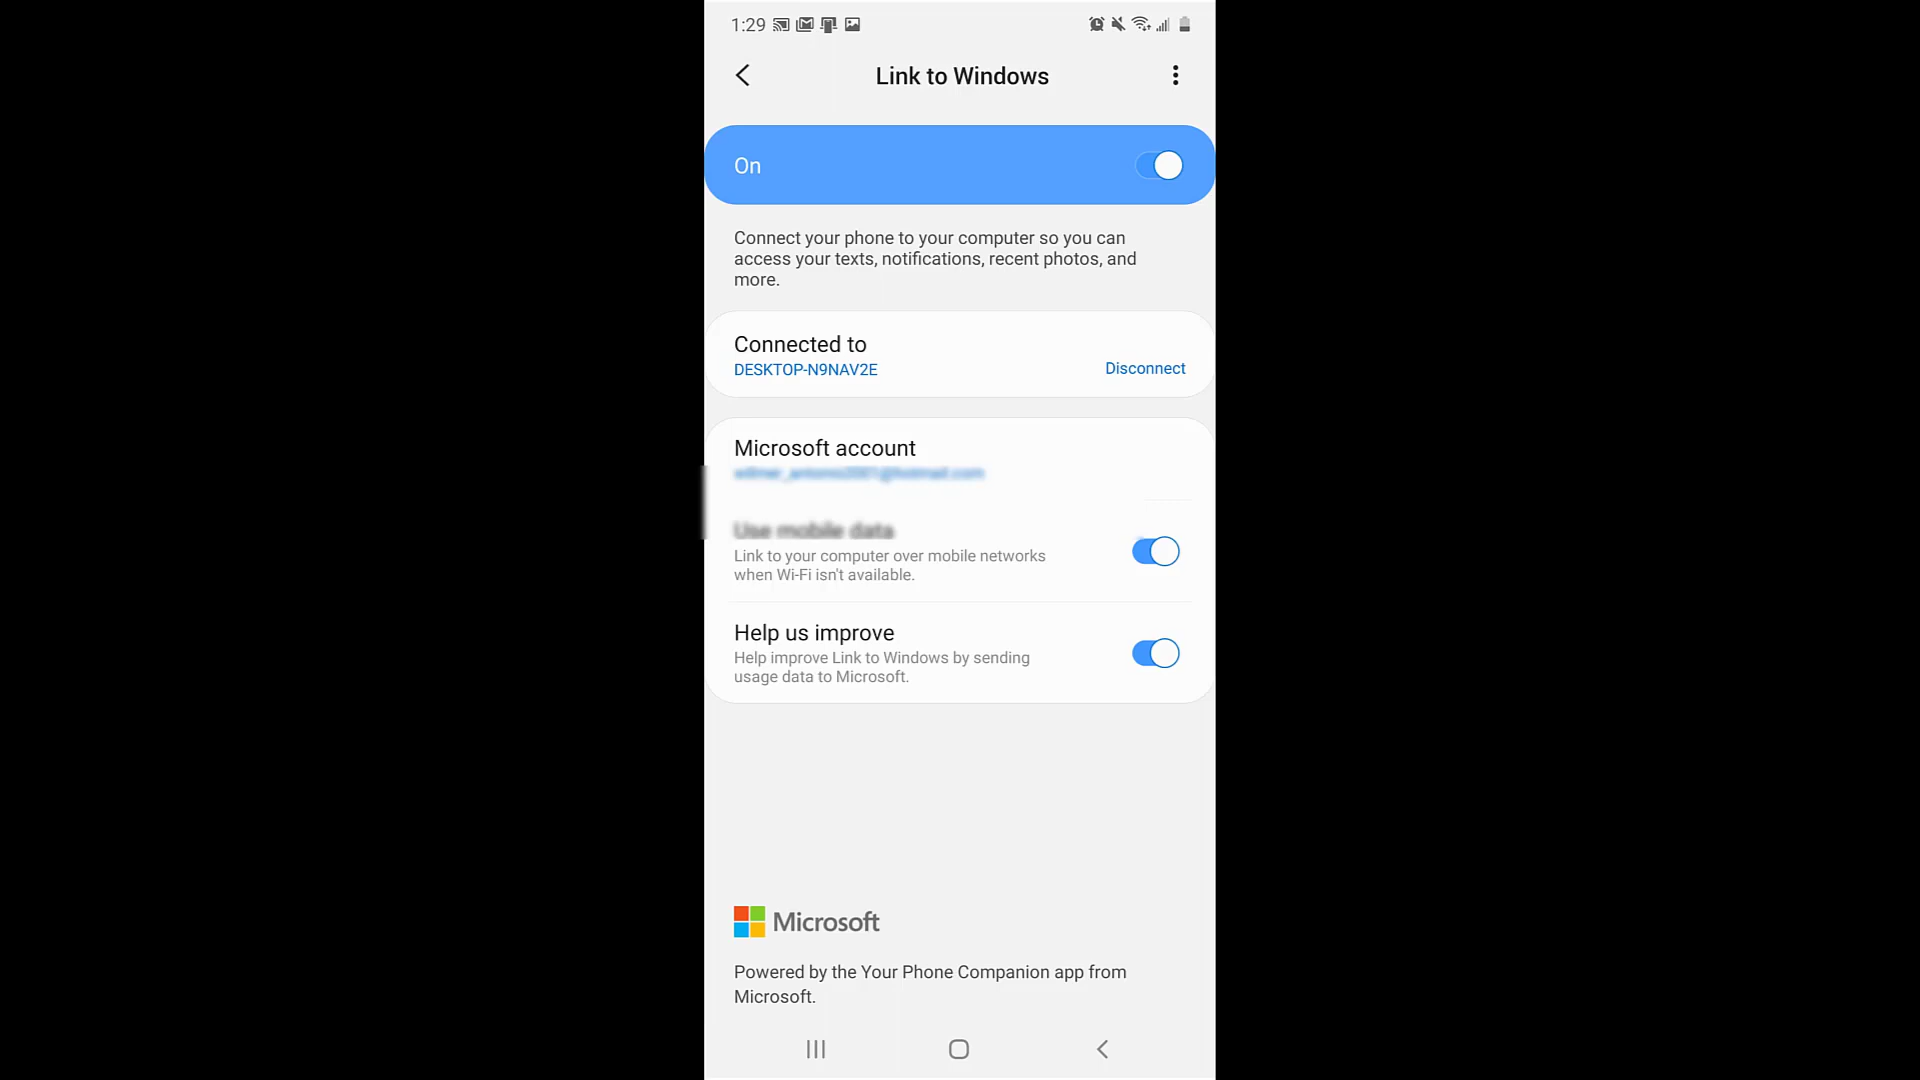 1:29
Link to Windows
On
Connect your phone to your computer so you can
access your texts, notifications, recent photos, and
more.
Connected to
DESKTOP-N9NAV2E
Disconnect
Microsoft account
Use mobile data
Link to your computer over mobile networks
when Wi-Fi isn't available.
Help us improve
Help improve Link to Windows by sending
usage data to Microsoft.
Microsoft
Powered by the Your Phone Companion app from
Microsoft.